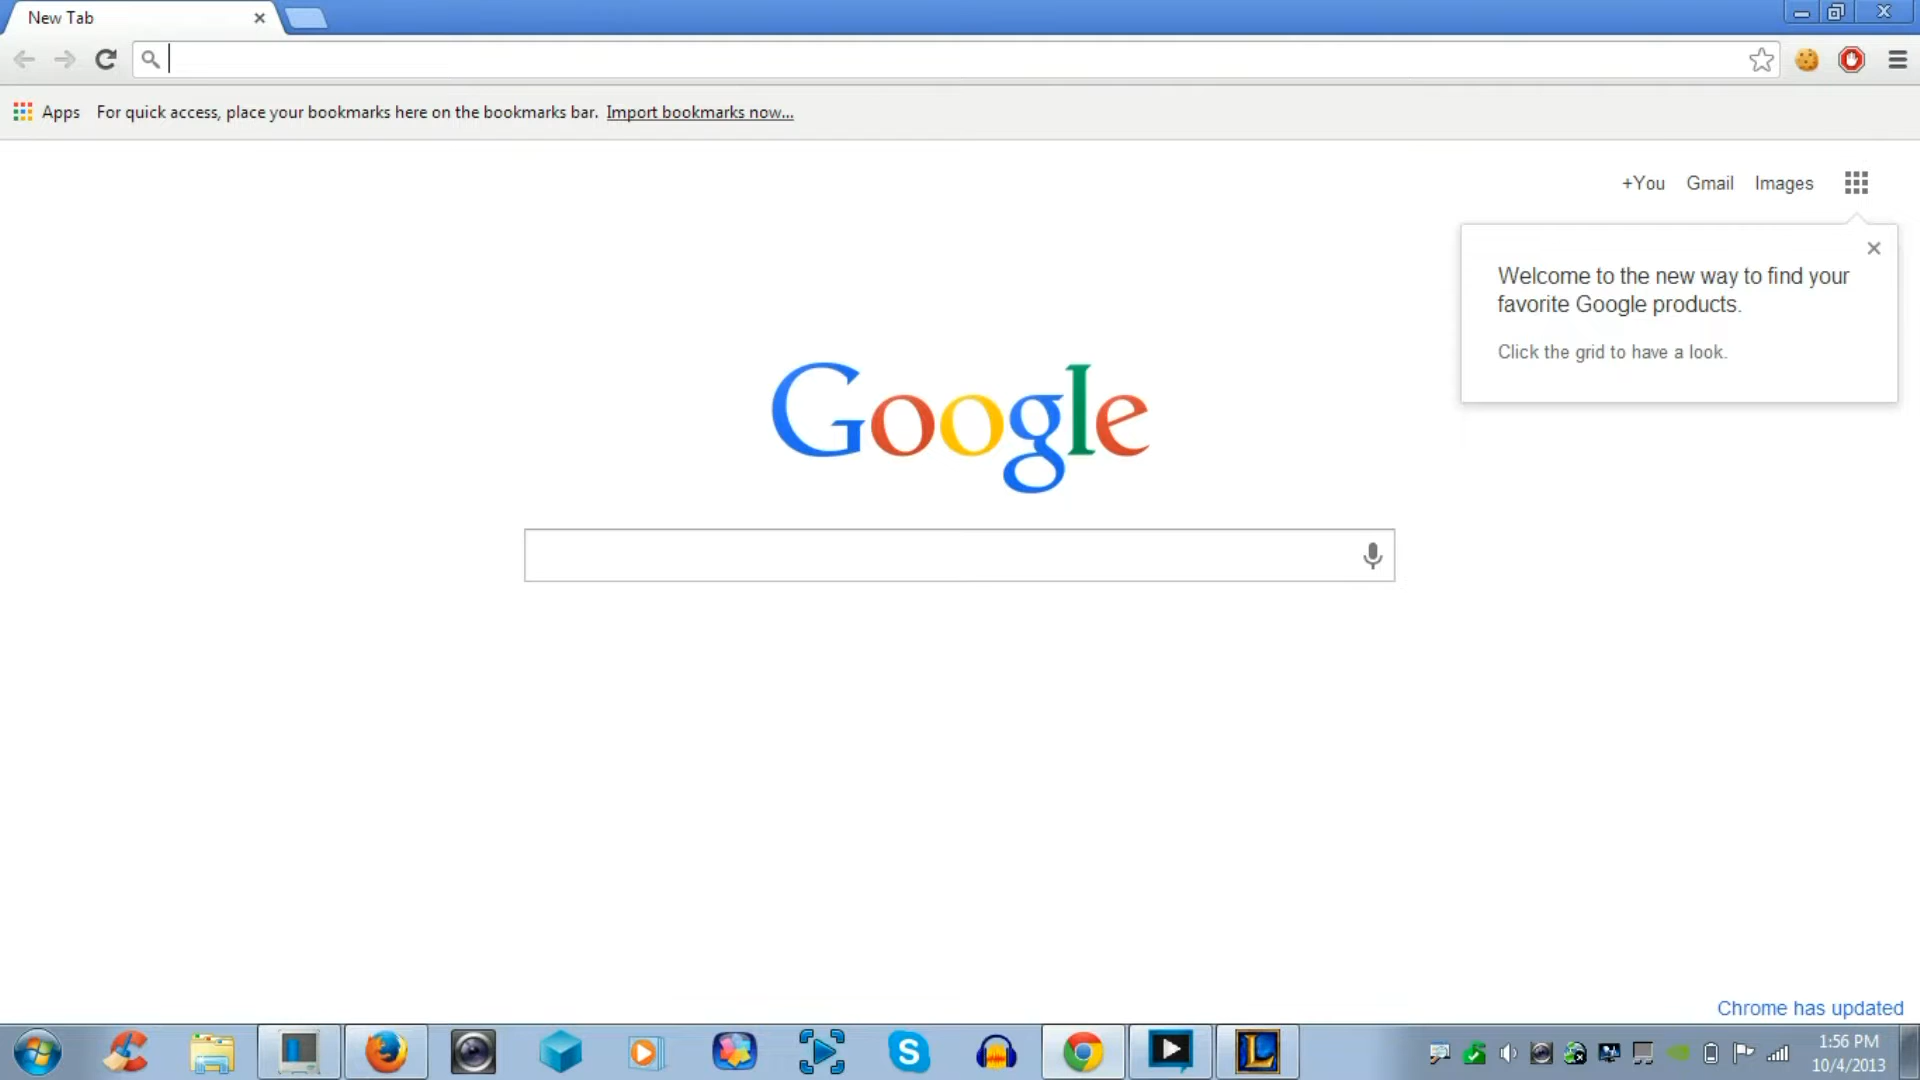 New Tab
Apps For quick access, place your bookmarks here on the bookmarks bar. Import bookmarks now...
+You Gmail Images
Welcome to the new way to find your
favorite Google products.
Click the grid to have a look.
Google
Chrome has updated
1:56 PM
10/4/2013